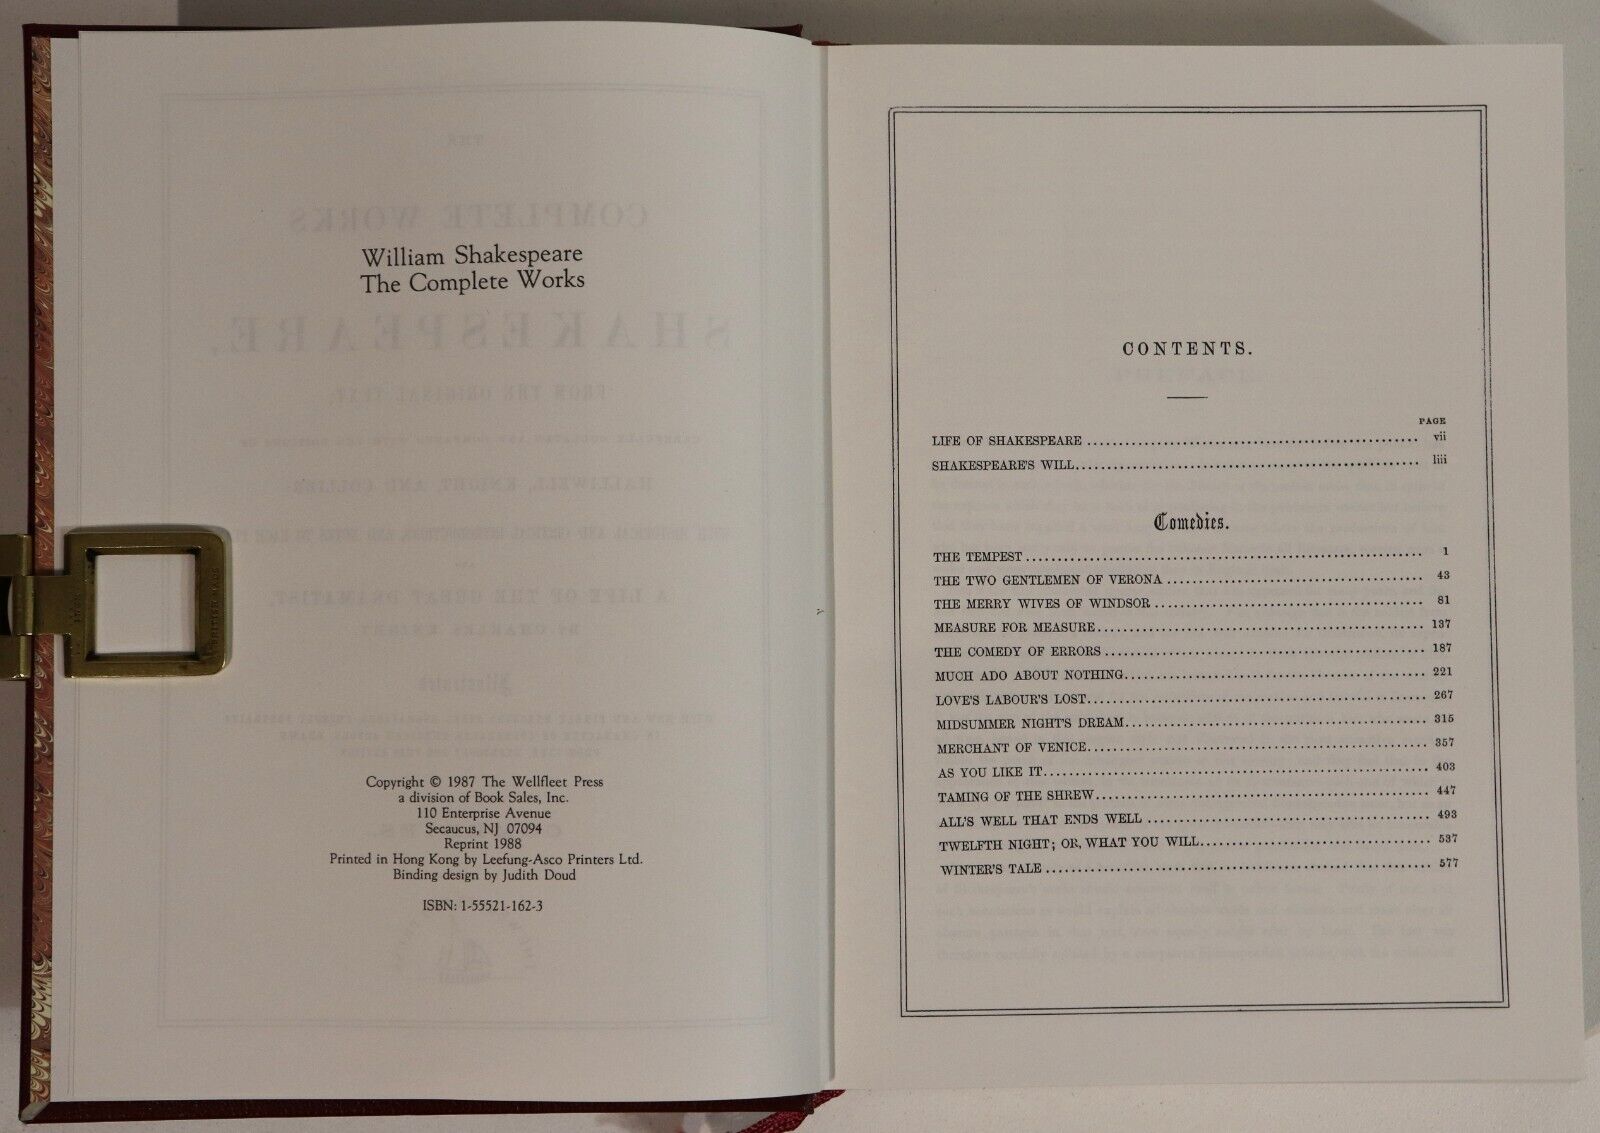 William Shakespeare
The Complete Works
Copyright © 1987 The Wellfleet Press
a division of Book Sales, Inc.
110 Enterprise Avenue
Secaucus, NJ 07094
Reprint 1988
Printed in Hong Kong by Leefung-Asco Printers Ltd.
Binding design by Judith Doud
ISBN: 1-55521-162-3
CONTENTS.
PAGE
LIFE OF SHAKESPEARE ........ vii
SHAKESPEARE'S WILL ........ liii
Comedies.
THE TEMPEST ........ 1
THE TWO GENTLEMEN OF VERONA ........ 43
THE MERRY WIVES OF WINDSOR ........ 81
MEASURE FOR MEASURE ........ 137
THE COMEDY OF ERRORS ........ 187
MUCH ADO ABOUT NOTHING ........ 221
LOVE'S LABOUR'S LOST ........ 267
MIDSUMMER NIGHT'S DREAM ........ 315
MERCHANT OF VENICE ........ 357
AS YOU LIKE IT ........ 403
TAMING OF THE SHREW ........ 447
ALL'S WELL THAT ENDS WELL ........ 493
TWELFTH NIGHT; OR, WHAT YOU WILL ........ 537
WINTER'S TALE ........ 577